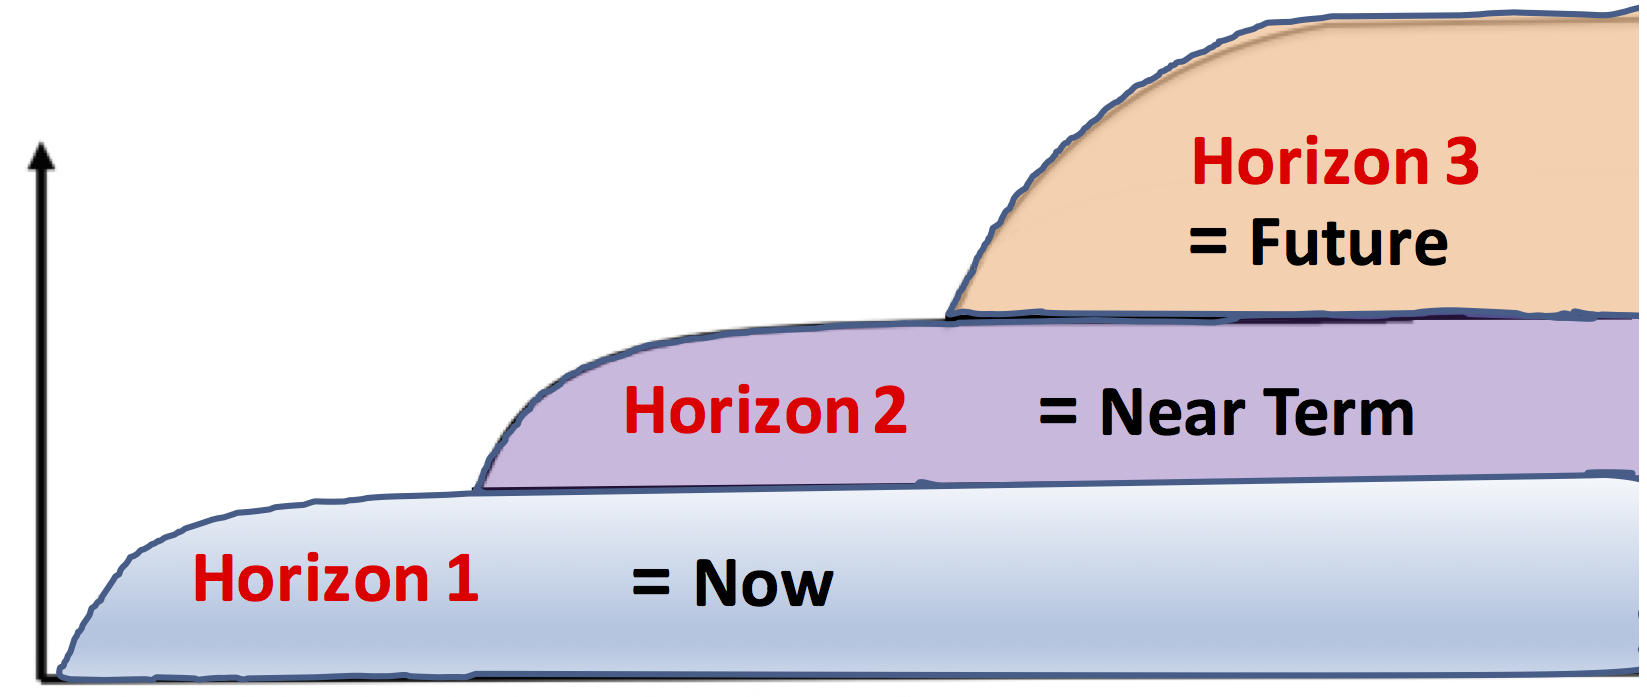 Horizon 3
= Future
Horizon 2 = Near Term
Horizon 1 = Now